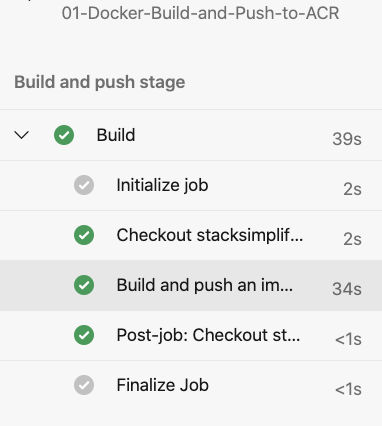 01-Docker-Build-and-Push-to-ACR
Build and push stage
Build 39s
Initialize job 2s
Checkout stacksimplif... 2s
Build and push an im... 34s
Post-job: Checkout st... <1s
Finalize Job <1s